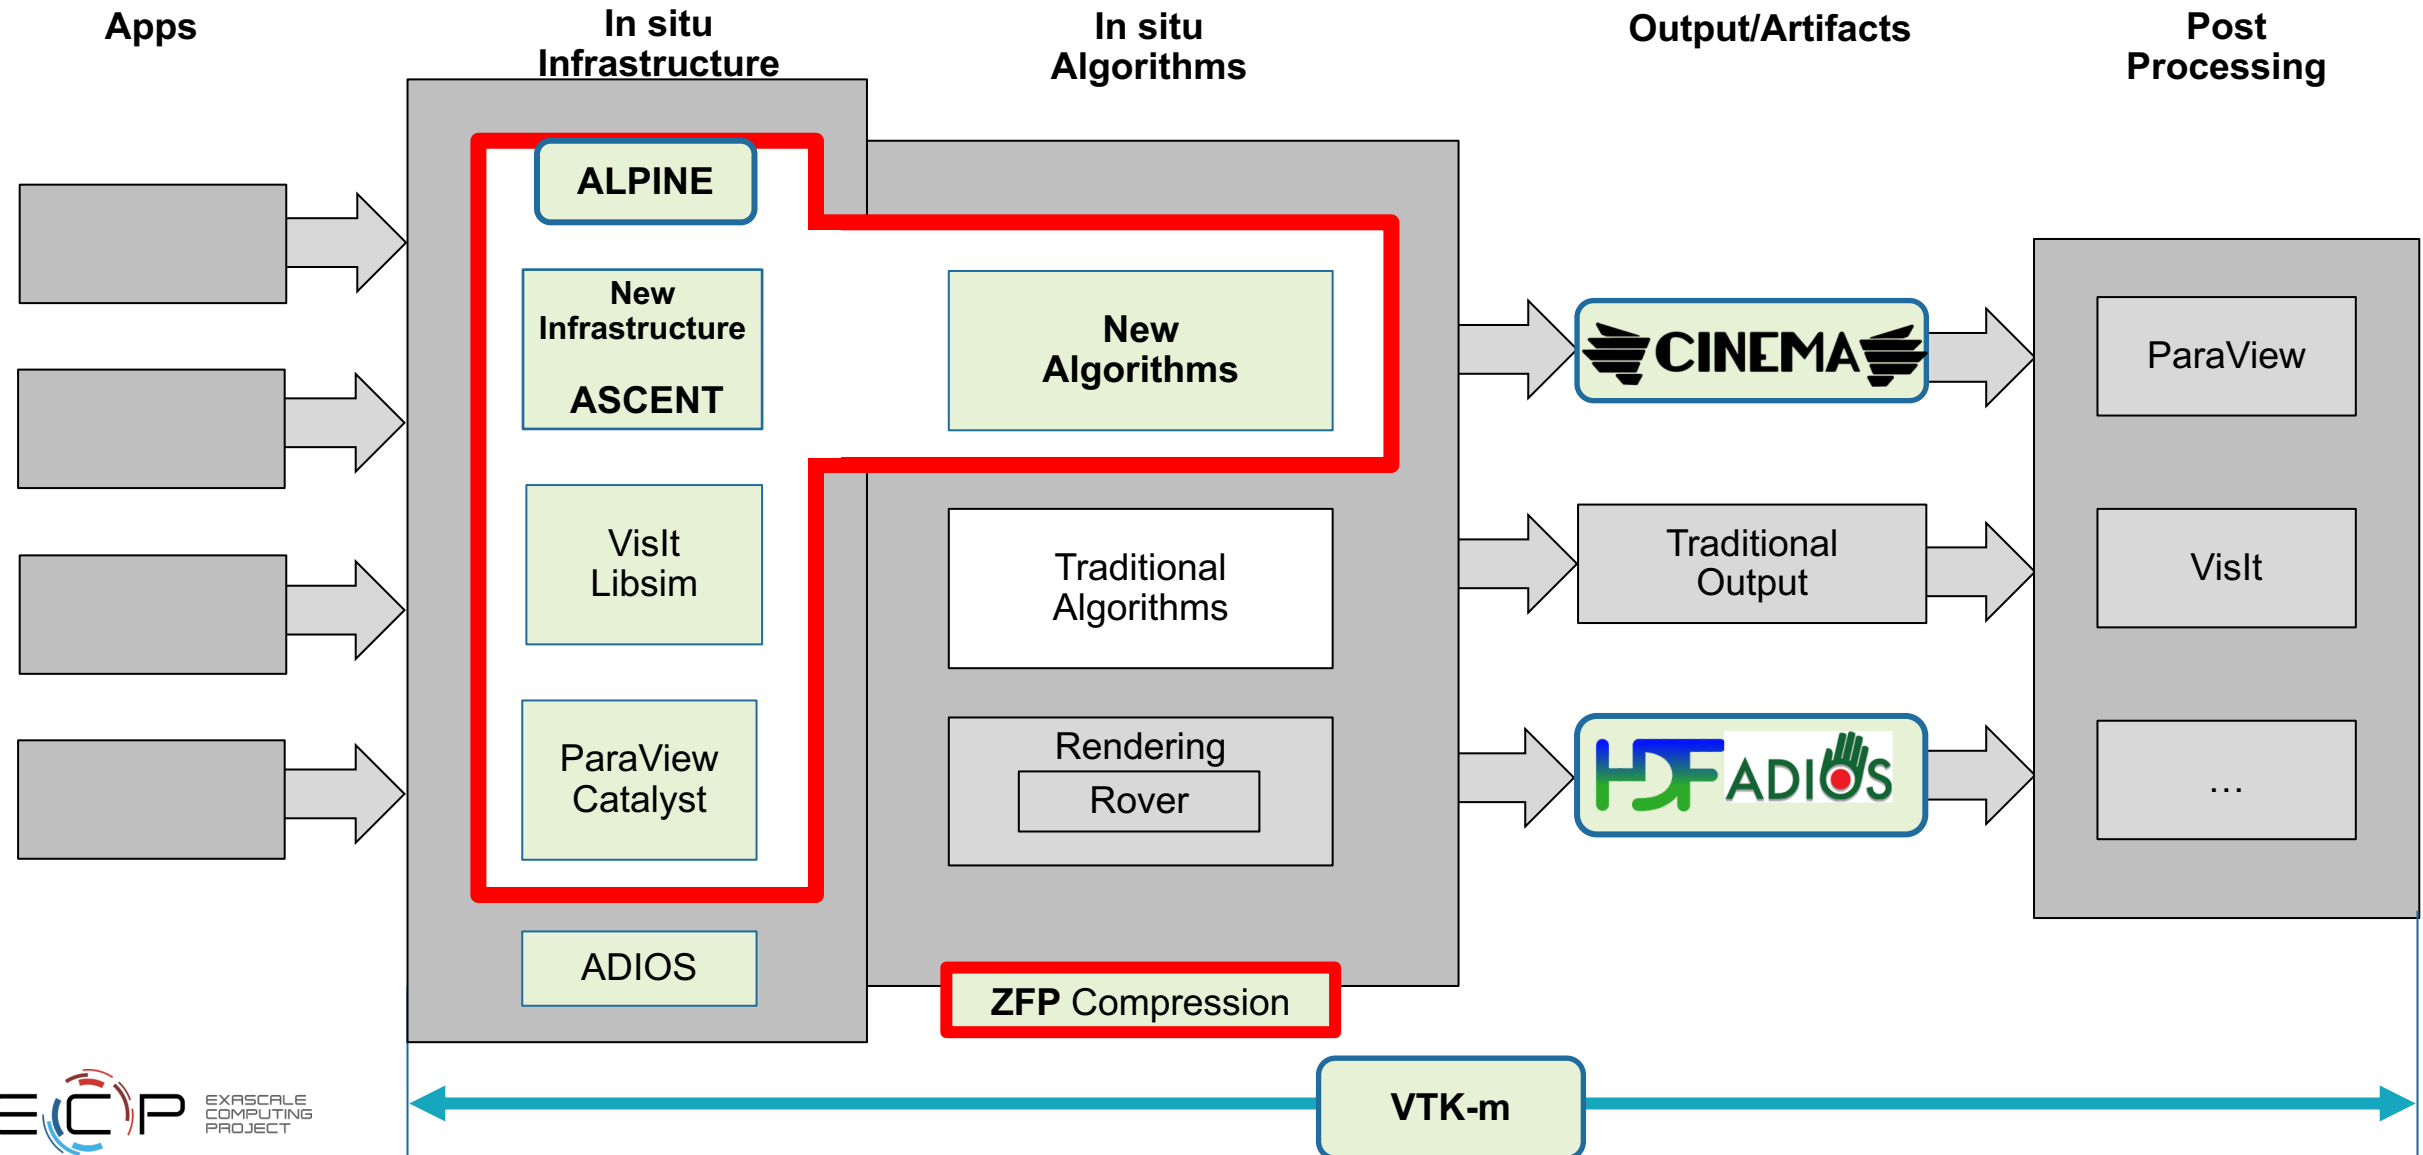 Apps
In situ
Infrastructure
In situ
Algorithms
Output/Artifacts
Post
Processing
ALPINE
New
Infrastructure
ASCENT
New
Algorithms
CINEMA
ParaView
VisIt
Libsim
Traditional
Algorithms
Traditional
Output
VisIt
ParaView
Catalyst
Rendering
Rover
HDF ADIOS
...
ADIOS
ZFP Compression
VTK-m
ECP
EXASCALE
COMPUTING
PROJECT